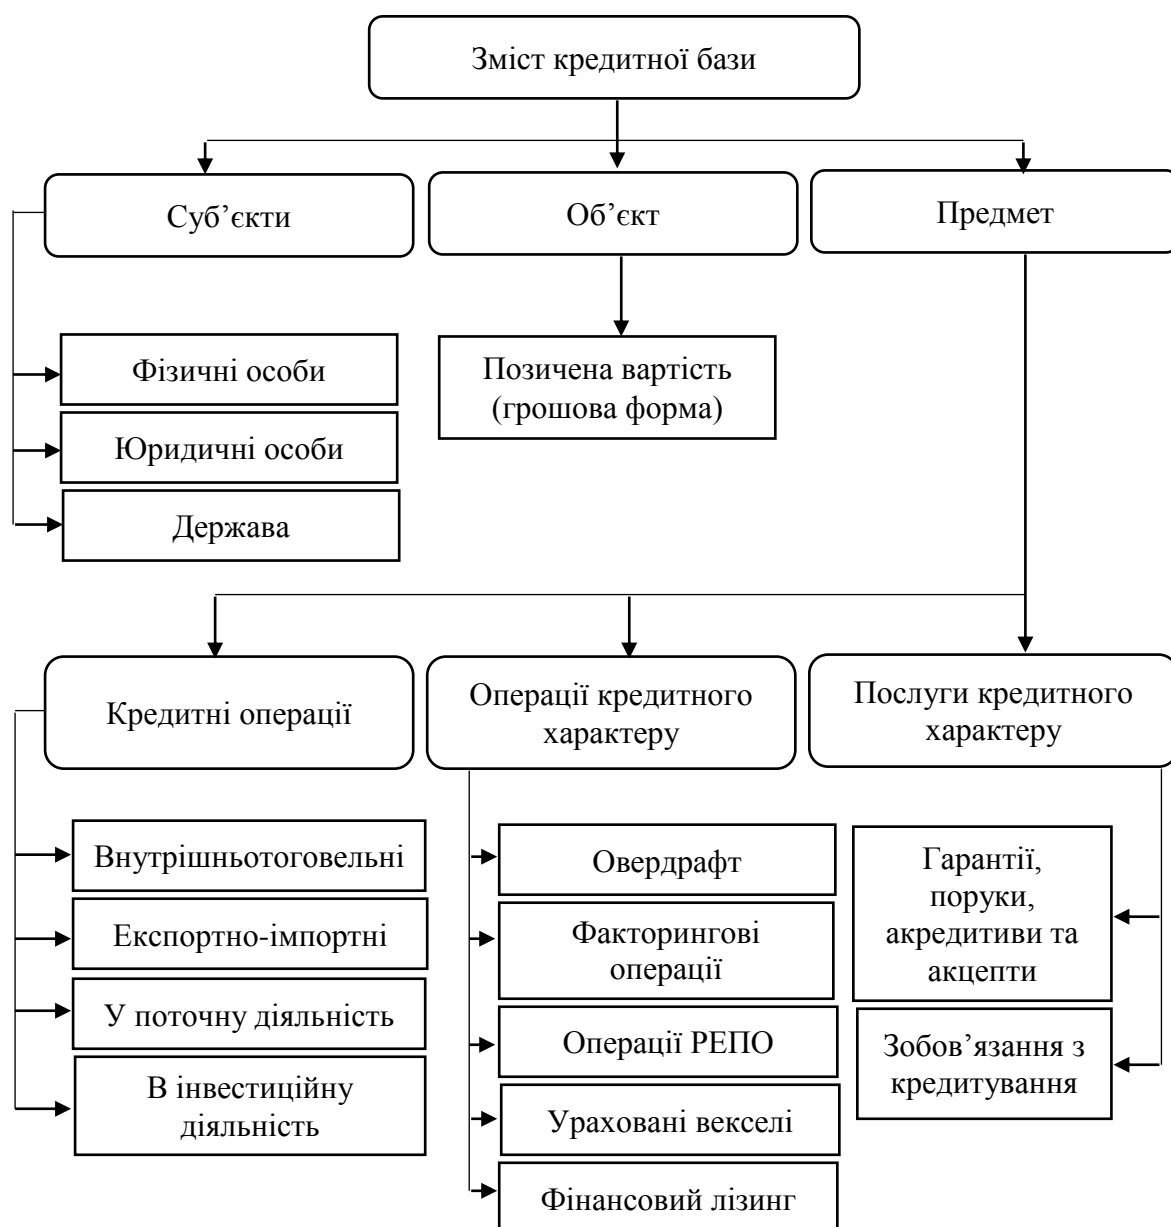 Зміст кредитної бази
Суб’єкти
Об’єкт
Предмет
Фізичні особи
Юридичні особи
Держава
Позичена вартість
(грошова форма)
Кредитні операції
Операції кредитного
характеру
Послуги кредитного
характеру
Внутрішньотоговельні
Експортно-імпортні
У поточну діяльність
В інвестиційну
діяльність
Овердрафт
Факторингові
операції
Операції РЕПО
Ураховані векселі
Фінансовий лізинг
Гарантії,
поруки,
акредитиви та
акцепти
Зобов’язання з
кредитування